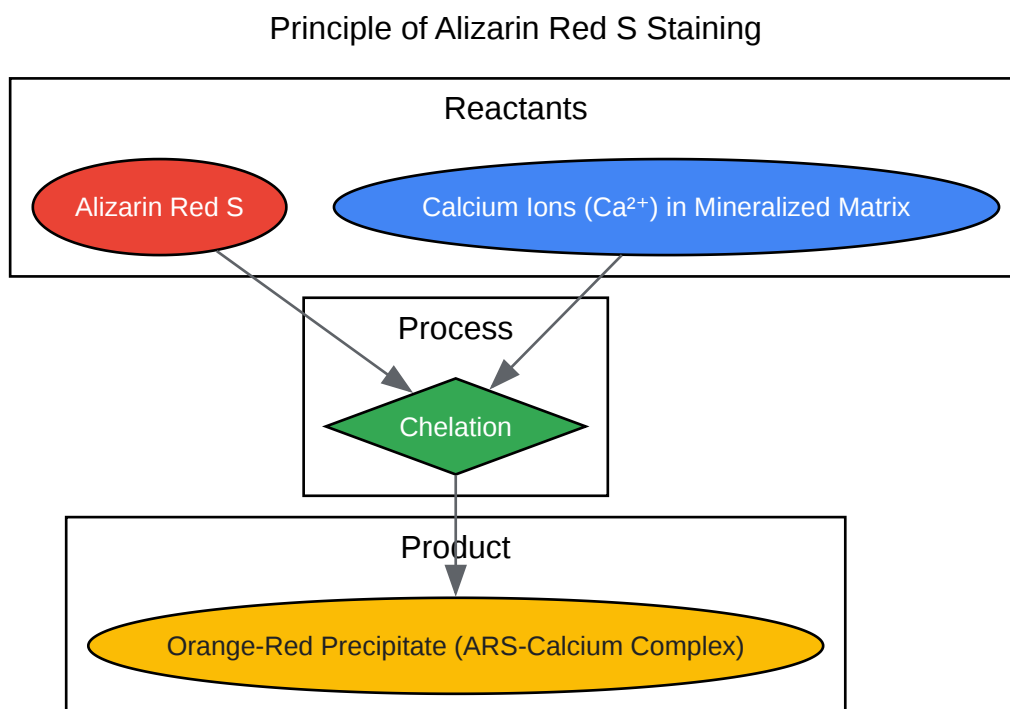 Principle of Alizarin Red S Staining
Reactants
Alizarin Red S
Calcium Ions (Ca²⁺) in Mineralized Matrix
Process
Chelation
Product
Orange-Red Precipitate (ARS-Calcium Complex)